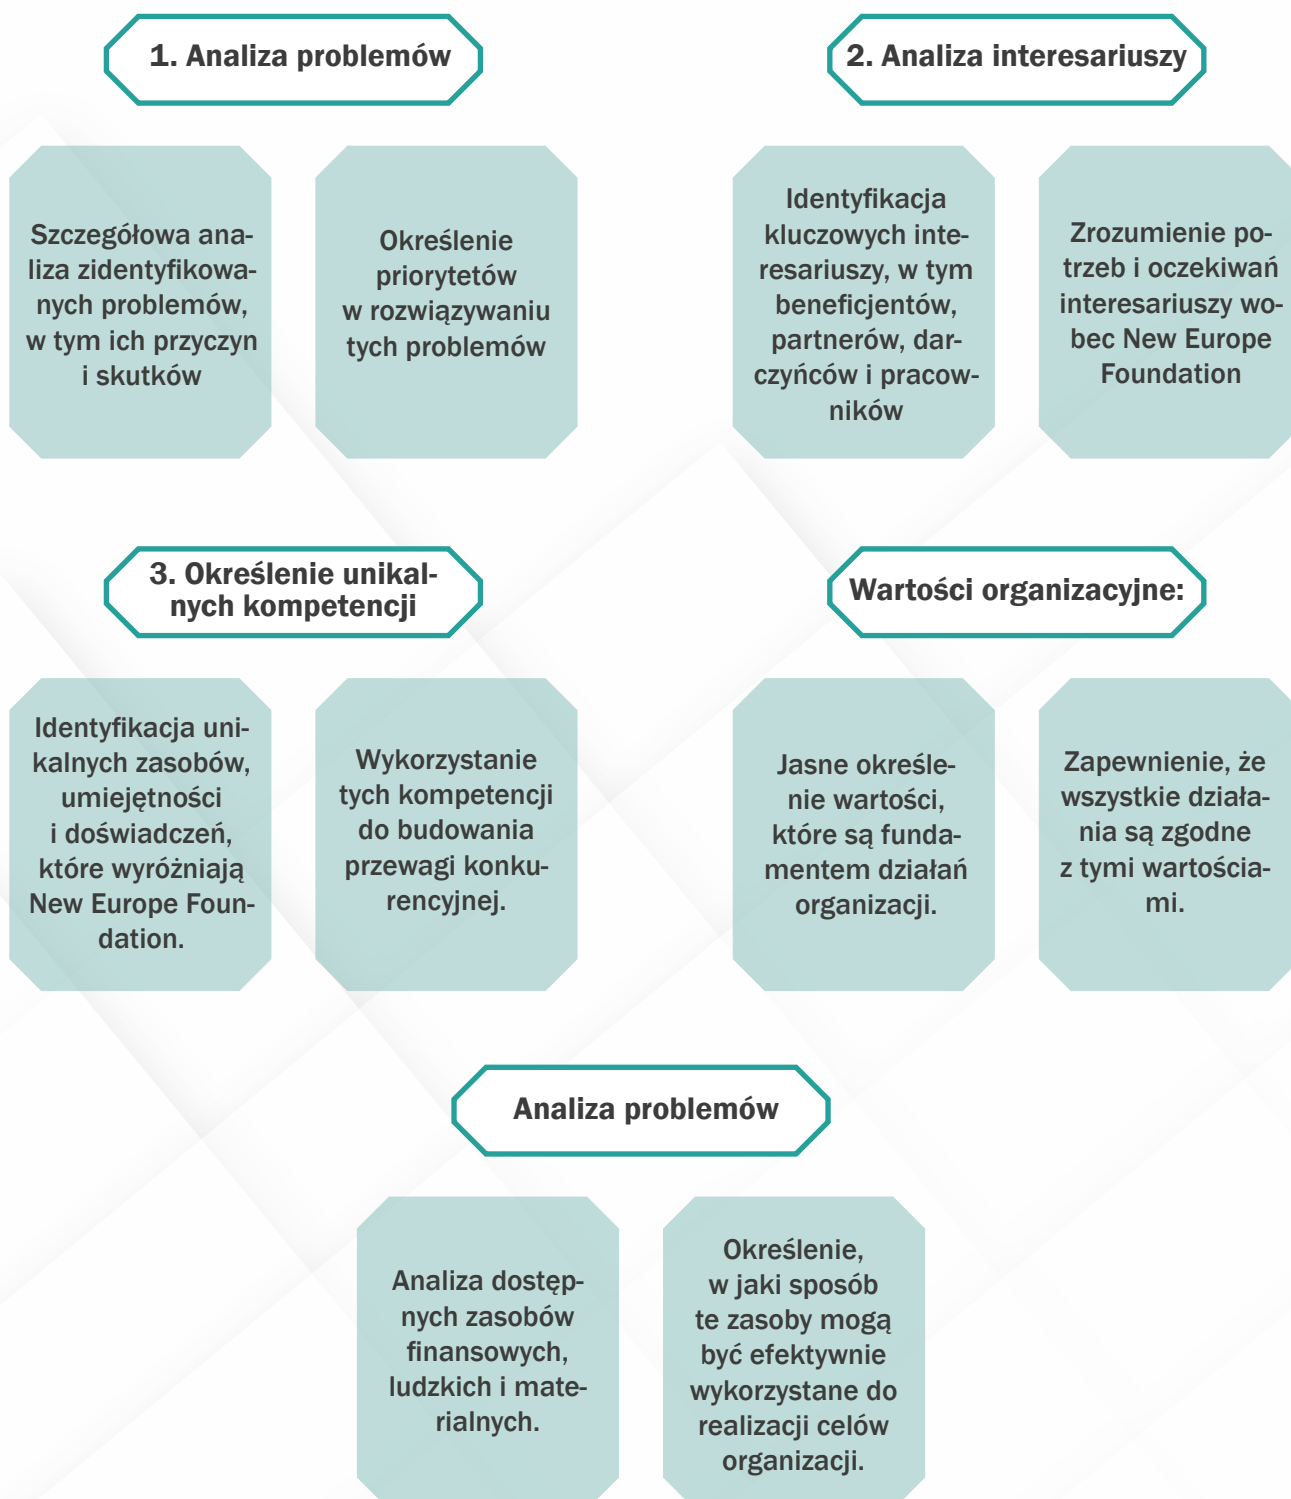 1. Analiza problemów
Szczegółowa ana-
liza zidentyfikowa-
nych problemów,
w tym ich przyczyn
i skutków
Określenie
priorytetów
w rozwiązywaniu
tych problemów
2. Analiza interesariuszy
Identyfikacja
kluczowych inte-
resariuszy, w tym
beneficjentów,
partnerów, dar-
czyńców i pracow-
ników
Zrozumienie po-
trzeb i oczekiwań
interesariuszy wo-
bec New Europe
Foundation
3. Określenie unikal-
nych kompetencji
Identyfikacja uni-
kalnych zasobów,
umiejętności
i doświadczeń,
które wyróżniają
New Europe Foun-
dation.
Wykorzystanie
tych kompetencji
do budowania
przewagi konku-
rencyjnej.
Wartości organizacyjne:
Jasne określe-
nie wartości,
które są funda-
mentem działań
organizacji.
Zapewnienie, że
wszystkie działa-
nia są zgodne
z tymi wartościa-
mi.
Analiza problemów
Analiza dostęp-
nych zasobów
finansowych,
ludzkich i mate-
rialnych.
Określenie,
w jaki sposób
te zasoby mogą
być efektywnie
wykorzystane do
realizacji celów
organizacji.